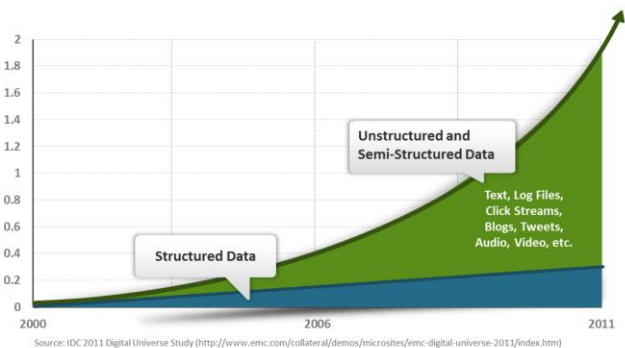 2
1.8
1.6
1.4
1.2
1
0.8
0.6
0.4
0.2
0
Unstructured and
Semi-Structured Data
Text, Log Files,
Click Streams,
Blogs, Tweets,
Audio, Video, etc.
Structured Data
2000 2006 2011
Source: IDC 2011 Digital Universe Study (http://www.emc.com/collateral/demos/microsites/emc-digital-universe-2011/index.htm)